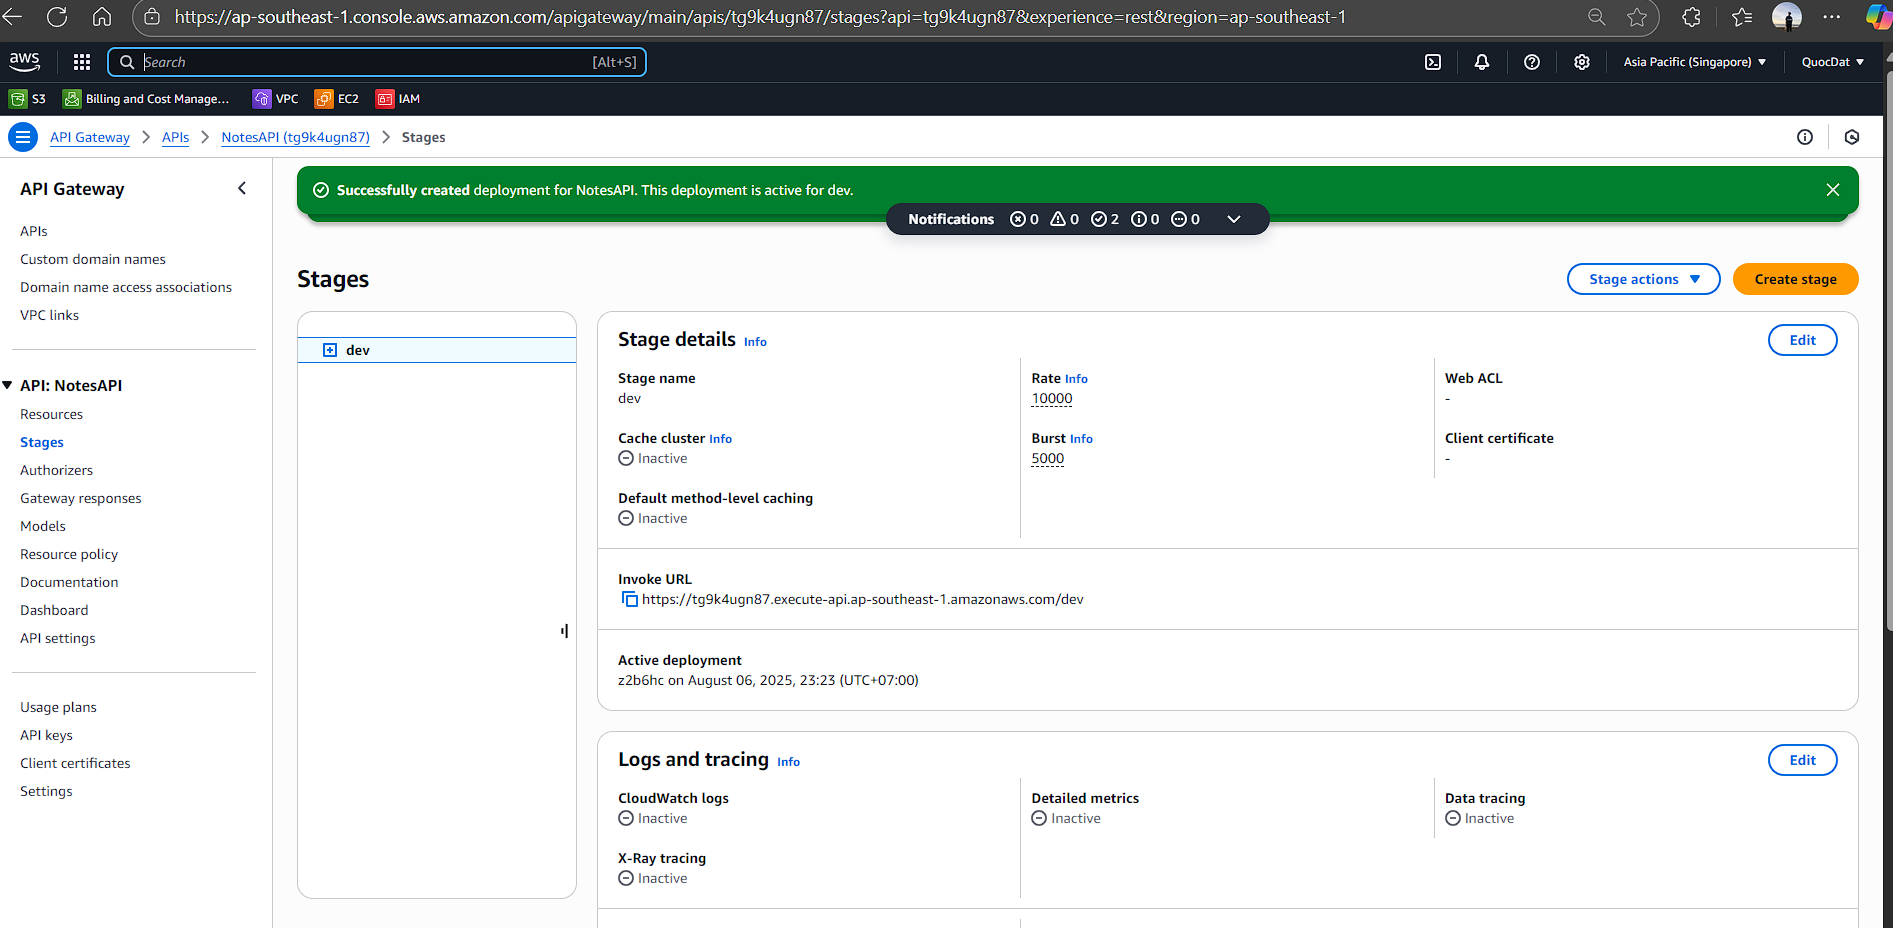 https://ap-southeast-1.console.aws.amazon.com/apigateway/main/apis/tg9k4ugn87/stages?api=tg9k4ugn87&experience=rest&region=ap-southeast-1
aws
Search
[Alt+S]
Asia Pacific (Singapore)
QuocDat
S3
Billing and Cost Manage...
VPC
EC2
IAM
API Gateway
APIs
NotesAPI (tg9k4ugn87)
Stages
API Gateway
APIs
Custom domain names
Domain name access associations
VPC links
API: NotesAPI
Resources
Stages
Authorizers
Gateway responses
Models
Resource policy
Documentation
Dashboard
API settings
Usage plans
API keys
Client certificates
Settings
Successfully created deployment for NotesAPI. This deployment is active for dev.
Notifications 0 0 2 0 0
Stages
Stage actions
Create stage
dev
Stage details Info
Edit
Stage name
dev
Rate Info
10000
Web ACL
-
Cache cluster Info
Inactive
Burst Info
5000
Client certificate
-
Default method-level caching
Inactive
Invoke URL
https://tg9k4ugn87.execute-api.ap-southeast-1.amazonaws.com/dev
Active deployment
z2b6hc on August 06, 2025, 23:23 (UTC+07:00)
Logs and tracing Info
Edit
CloudWatch logs
Inactive
Detailed metrics
Inactive
Data tracing
Inactive
X-Ray tracing
Inactive